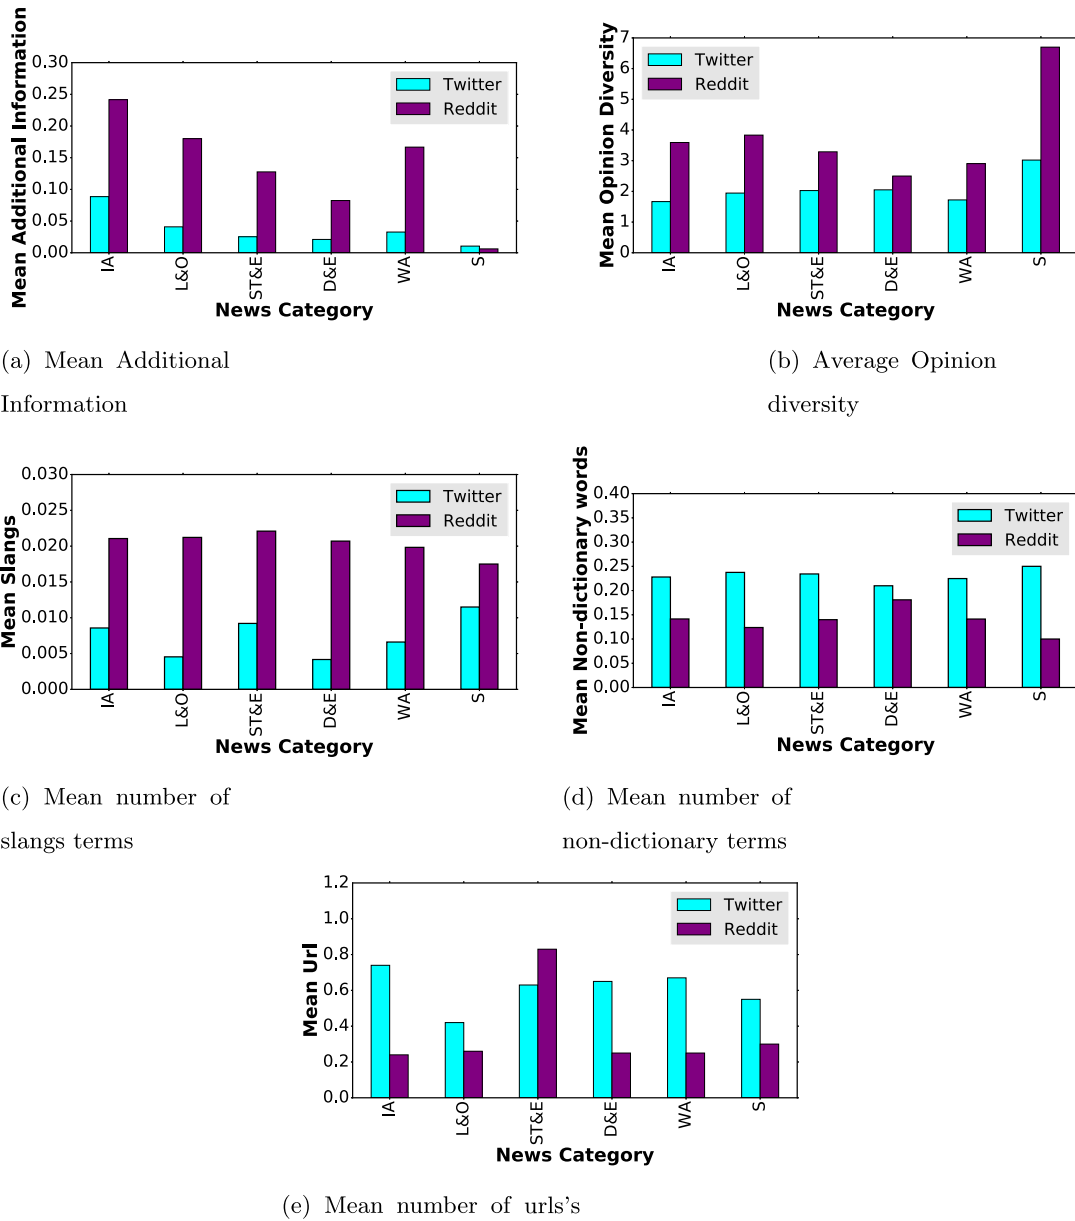 Mean Additional Information
0.30
0.25
0.20
0.15
0.10
0.05
0.00
Twitter
Reddit
IA
L&O
ST&E
D&E
WA
S
News Category
(a) Mean Additional
Information
Mean Opinion Diversity
7
6
5
4
3
2
1
0
Twitter
Reddit
IA
L&O
ST&E
D&E
WA
S
News Category
(b) Average Opinion
diversity
Mean Slangs
0.030
0.025
0.020
0.015
0.010
0.005
0.000
Twitter
Reddit
IA
L&O
ST&E
D&E
WA
S
News Category
(c) Mean number of
slangs terms
Mean Non-dictionary words
0.40
0.35
0.30
0.25
0.20
0.15
0.10
0.05
0.00
Twitter
Reddit
IA
L&O
ST&E
D&E
WA
S
News Category
(d) Mean number of
non-dictionary terms
Mean Url
1.2
1.0
0.8
0.6
0.4
0.2
0.0
Twitter
Reddit
IA
L&O
ST&E
D&E
WA
S
News Category
(e) Mean number of urls's